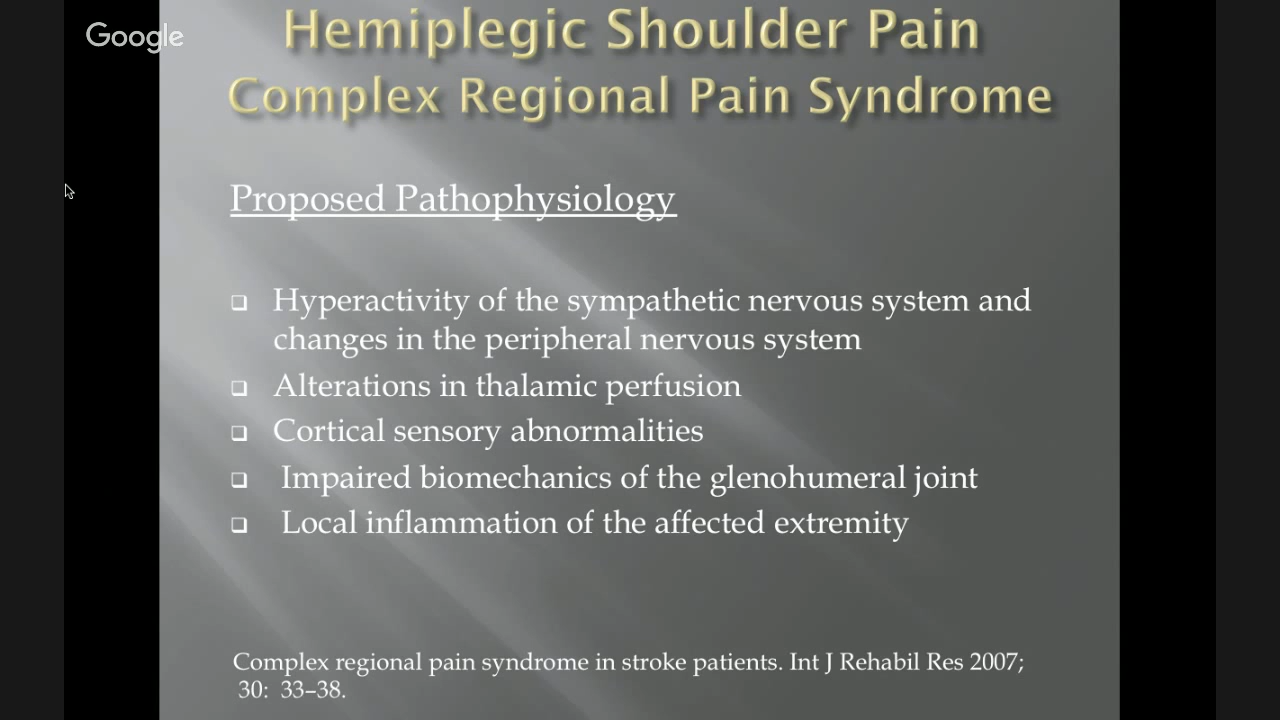 Google
Hemiplegic Shoulder Pain
Complex Regional Pain Syndrome
Proposed Pathophysiology
Hyperactivity of the sympathetic nervous system and
changes in the peripheral nervous system
Alterations in thalamic perfusion
Cortical sensory abnormalities
Impaired biomechanics of the glenohumeral joint
Local inflammation of the affected extremity
Complex regional pain syndrome in stroke patients. Int J Rehabil Res 2007;
30: 33–38.